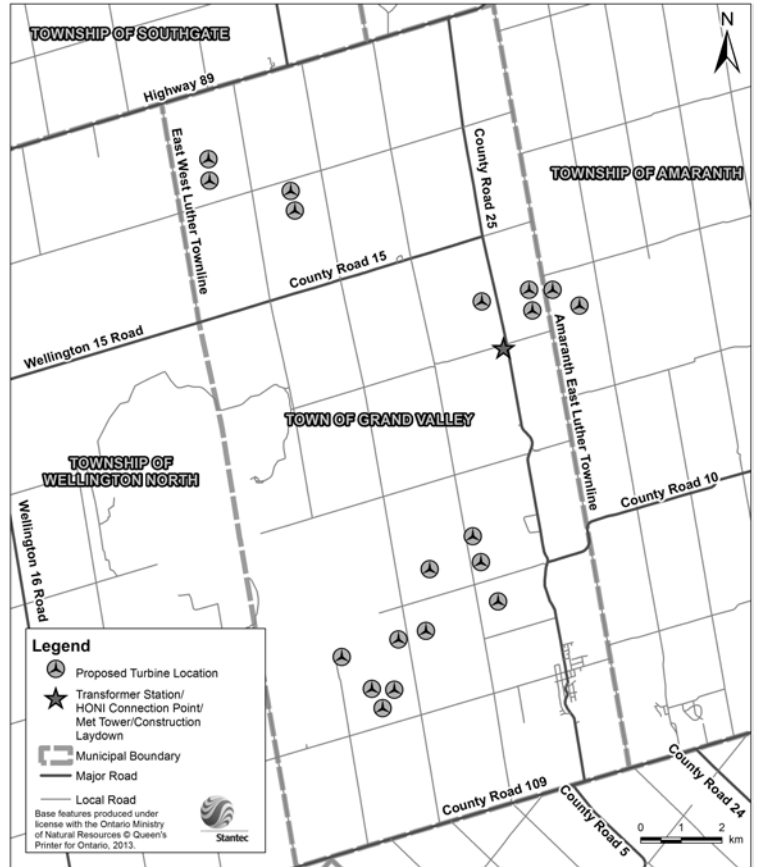 TOWNSHIP OF SOUTHGATE
N
Highway 89
East West Luther Townline
County Road 25
TOWNSHIP OF AMARANTH
County Road 15
Wellington 15 Road
Amaranth East Luther Townline
TOWN OF GRAND VALLEY
TOWNSHIP OF
WELLINGTON NORTH
County Road 10
Wellington 16 Road
Legend
Proposed Turbine Location
Transformer Station/
HONI Connection Point/
Met Tower/Construction
Laydown
Municipal Boundary
Major Road
Local Road
Base features produced under
license with the Ontario Ministry
of Natural Resources © Queen's
Printer for Ontario, 2013.
Stantec
County Road 109
County Road 5
County Road 24
0 1 2
km